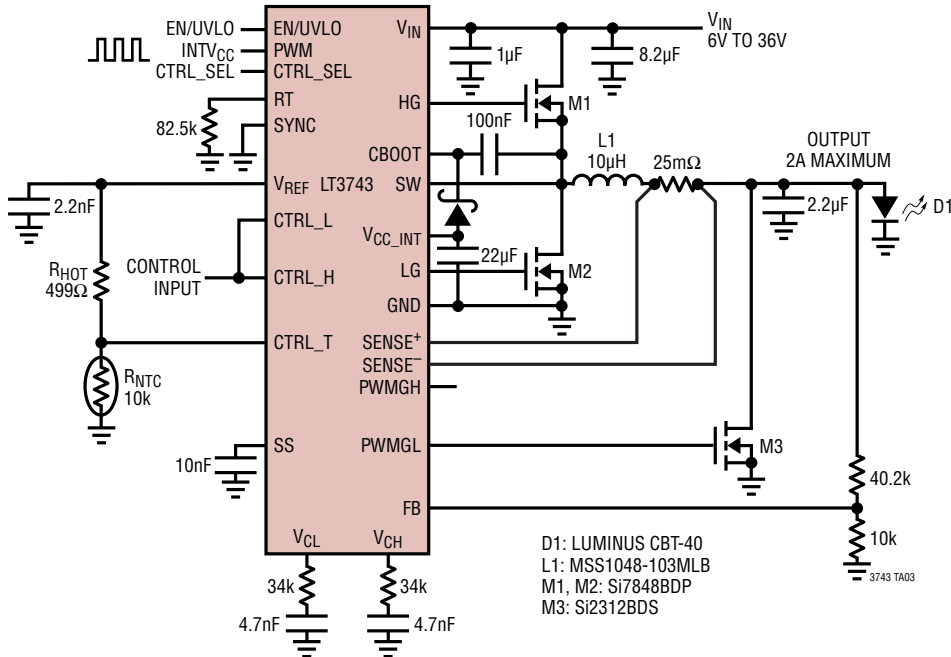 EN/UVLO
INTVCC
CTRL_SEL
EN/UVLO
PWM
CTRL_SEL
RT
SYNC
82.5k
VREF
LT3743
2.2nF
CTRL_L
CONTROL
INPUT
CTRL_H
RHOT
499Ω
CTRL_T
RNTC
10k
SS
10nF
VCL
VCH
34k
34k
4.7nF
4.7nF
VIN
HG
CBOOT
SW
VCC_INT
LG
GND
SENSE+
SENSE–
PWMGH
PWMGL
FB
VIN
6V TO 36V
1µF
8.2µF
M1
100nF
L1
10µH
25mΩ
OUTPUT
2A MAXIMUM
2.2µF
D1
22µF
M2
M3
40.2k
10k
D1: LUMINUS CBT-40
L1: MSS1048-103MLB
M1, M2: Si7848BDP
M3: Si2312BDS
3743 TA03